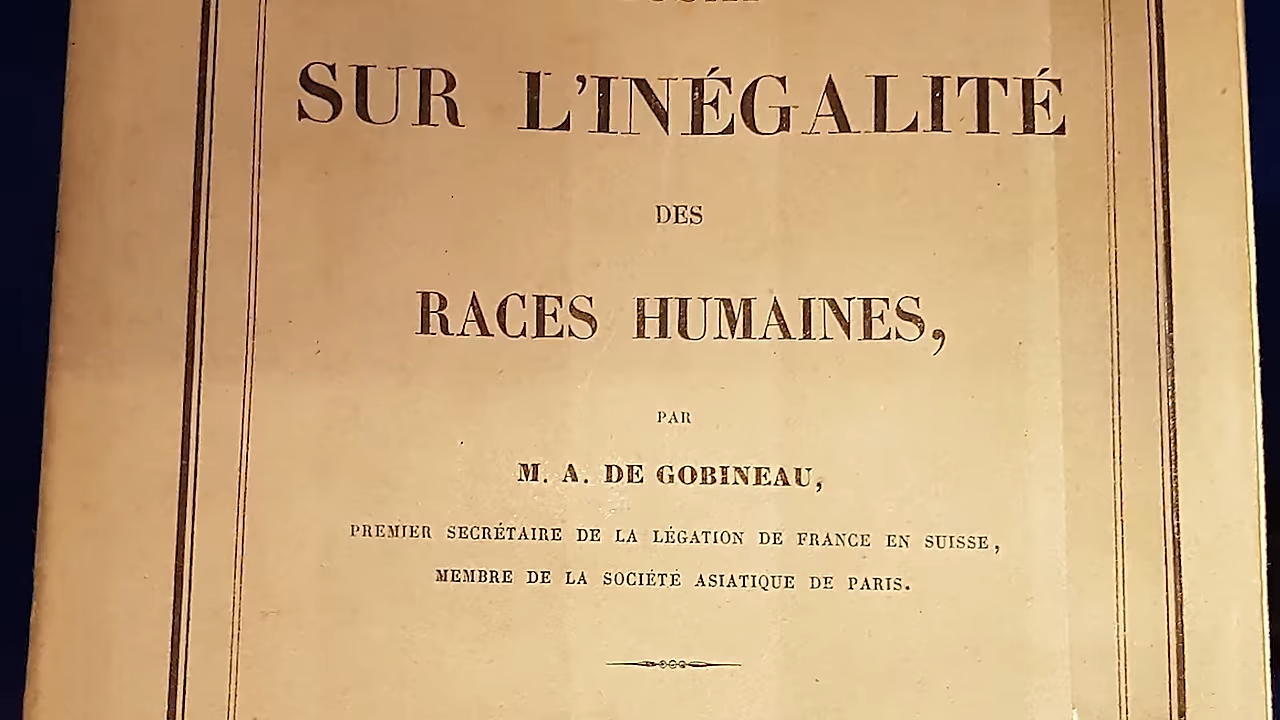 SUR L'INÉGALITÉ
DES
RACES HUMAINES,
PAR
M. A. DE GOBINEAU,
PREMIER SECRÉTAIRE DE LA LÉGATION DE FRANCE EN SUISSE,
MEMBRE DE LA SOCIÉTÉ ASIATIQUE DE PARIS.